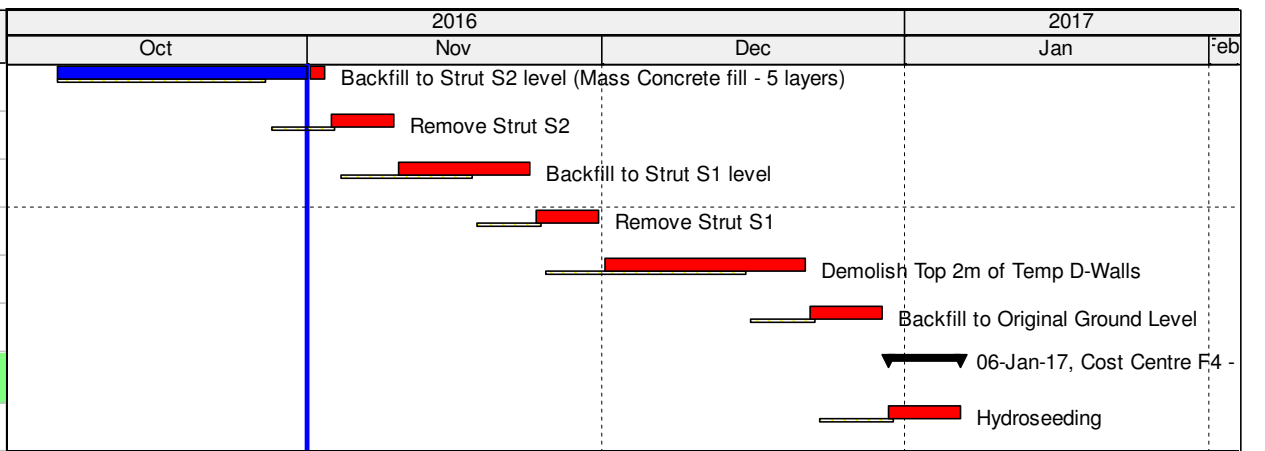 2016 2017
Oct Nov Dec Jan Feb
Backfill to Strut S2 level (Mass Concrete fill - 5 layers)
Remove Strut S2
Backfill to Strut S1 level
Remove Strut S1
Demolish Top 2m of Temp D-Walls
Backfill to Original Ground Level
06-Jan-17, Cost Centre F4 -
Hydroseeding